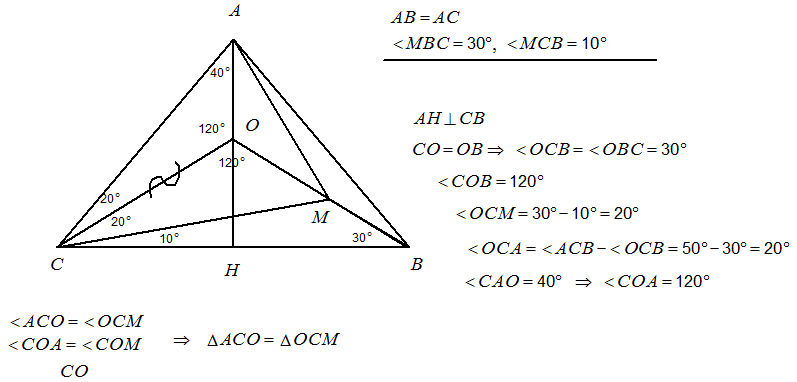 A
AB = AC
<MBC = 30°, <MCB = 10°
40°
AH ⊥ CB
120° O
CO = OB ⇒ <OCB = <OBC = 30°
120°
<COB = 120°
20°
M
<OCM = 30° − 10° = 20°
20°
10°
30°
<OCA = <ACB − <OCB = 50° − 30° = 20°
C
H
B
<CAO = 40° ⇒ <COA = 120°
<ACO = <OCM
<COA = <COM ⇒ ΔACO = ΔOCM
CO